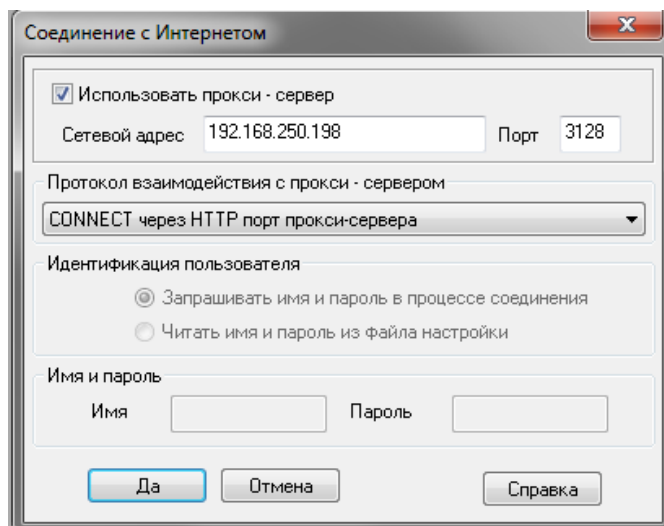 Соединение с Интернетом
Использовать прокси - сервер
Сетевой адрес 192.168.250.198 Порт 3128
Протокол взаимодействия с прокси - сервером
CONNECT через HTTP порт прокси-сервера
Идентификация пользователя
Запрашивать имя и пароль в процессе соединения
Читать имя и пароль из файла настройки
Имя и пароль
Имя Пароль
Да Отмена Справка